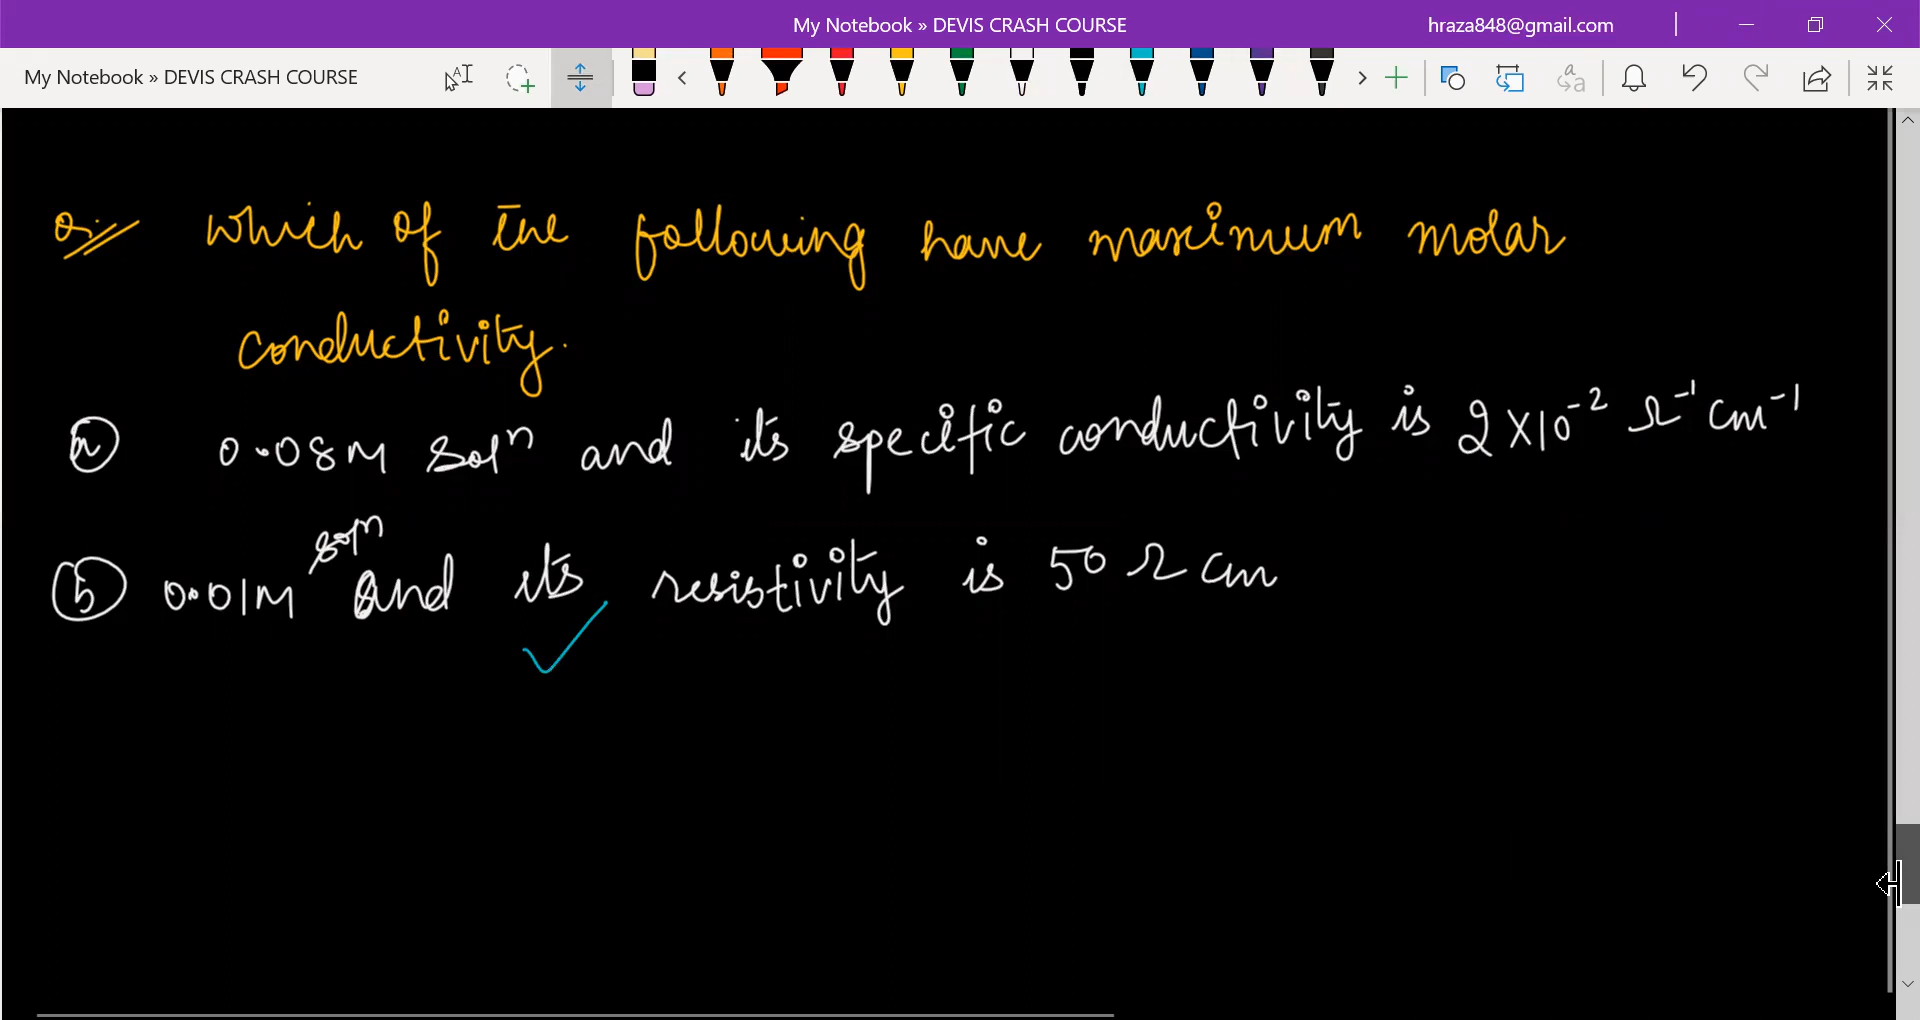 My Notebook » DEVIS CRASH COURSE
hraza848@gmail.com
My Notebook » DEVIS CRASH COURSE
Q:- which of the following have maximum molar
conductivity.
(a) 0.08M solⁿ and its specific conductivity is 2×10⁻² Ω⁻¹ cm⁻¹
(b) 0.01M solⁿ and its resistivity is 50 Ω cm